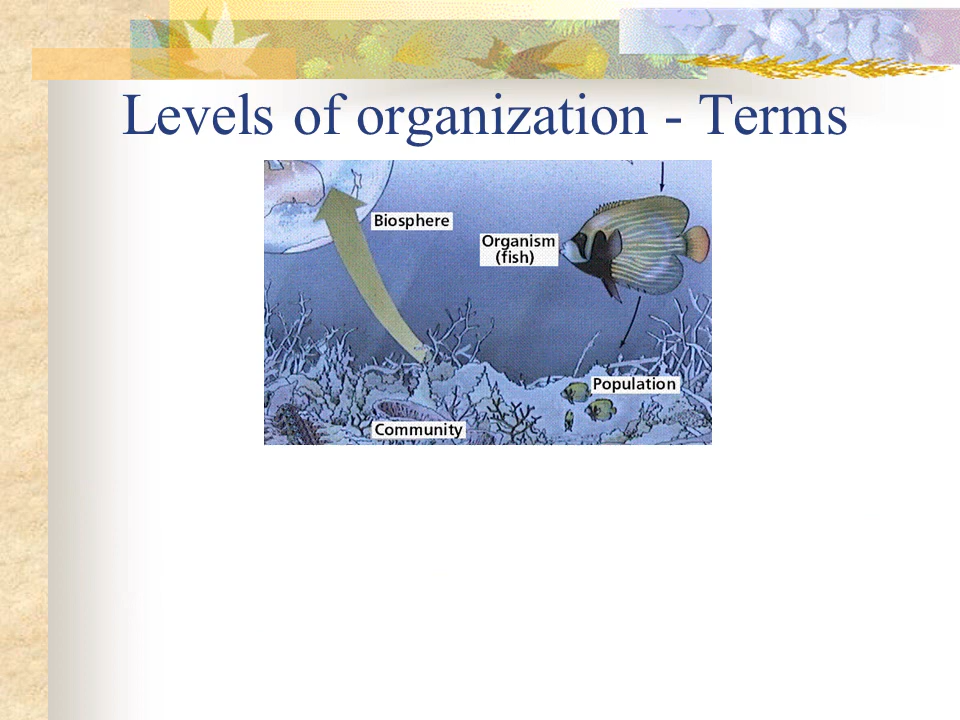 Levels of organization - Terms
Biosphere
Organism
(fish)
Population
Community